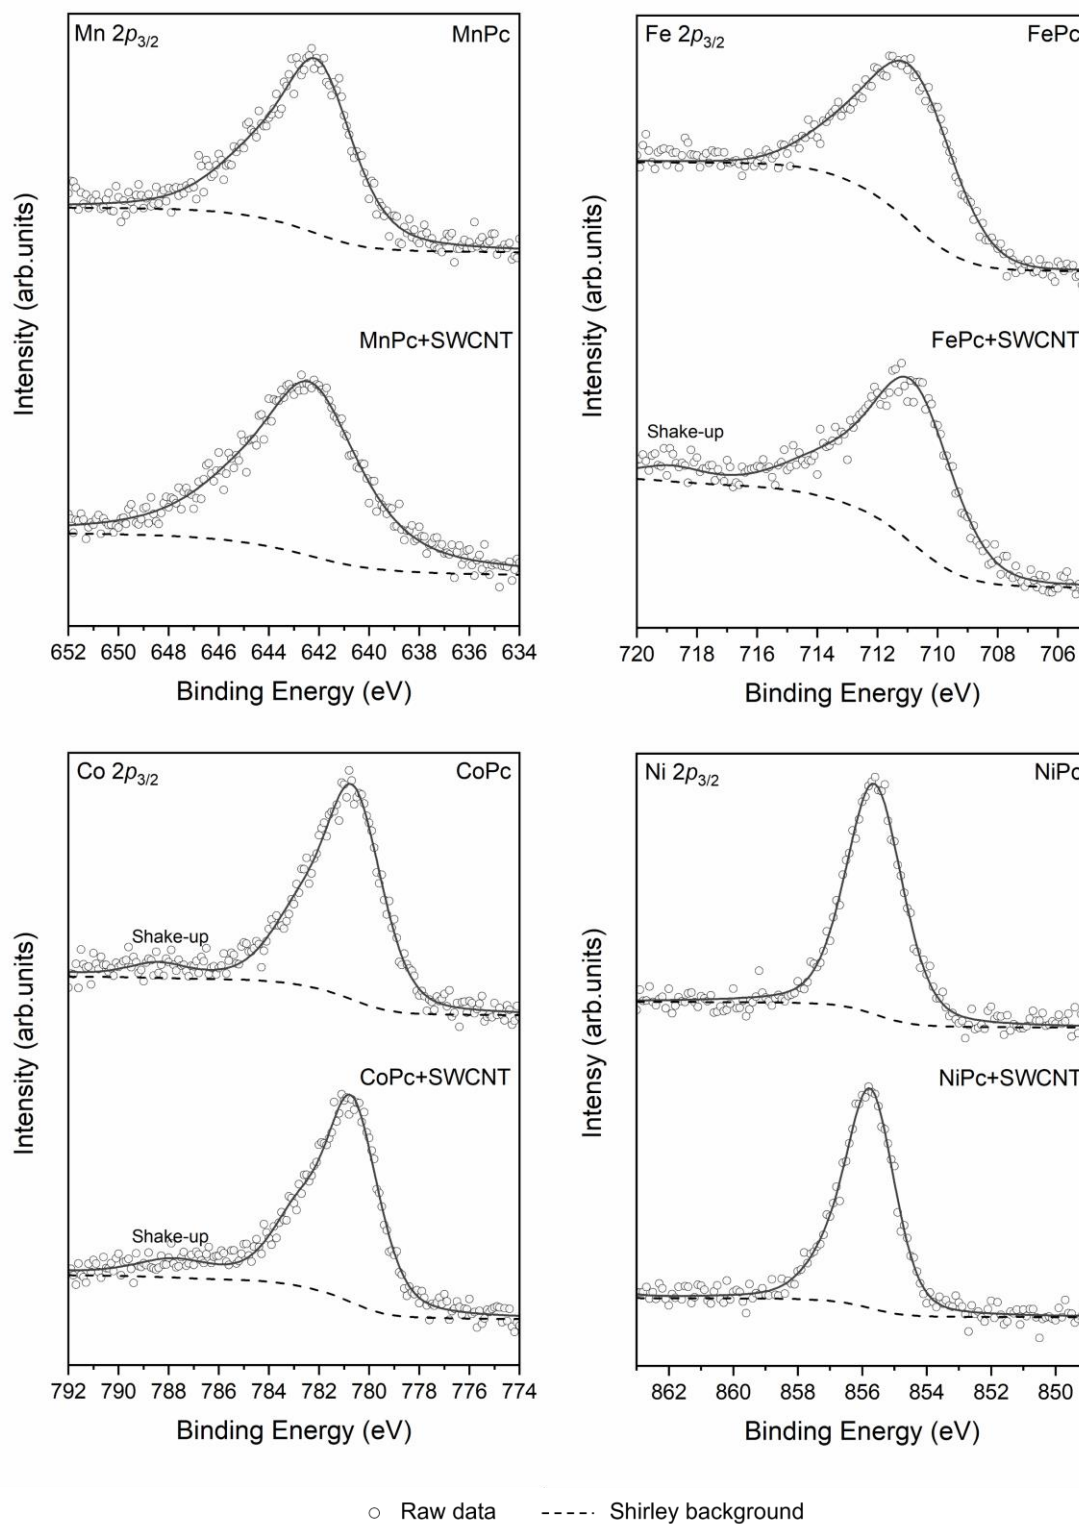 Mn 2p3/2
MnPc
MnPc+SWCNT
Intensity (arb.units)
652 650 648 646 644 642 640 638 636 634
Binding Energy (eV)
Fe 2p3/2
FePc
FePc+SWCNT
Shake-up
Intensity (arb.units)
720 718 716 714 712 710 708 706
Binding Energy (eV)
Co 2p3/2
CoPc
Shake-up
CoPc+SWCNT
Shake-up
Intensity (arb.units)
792 790 788 786 784 782 780 778 776 774
Binding Energy (eV)
Ni 2p3/2
NiPc
NiPc+SWCNT
Intensy (arb.units)
862 860 858 856 854 852 850
Binding Energy (eV)
Raw data
Shirley background